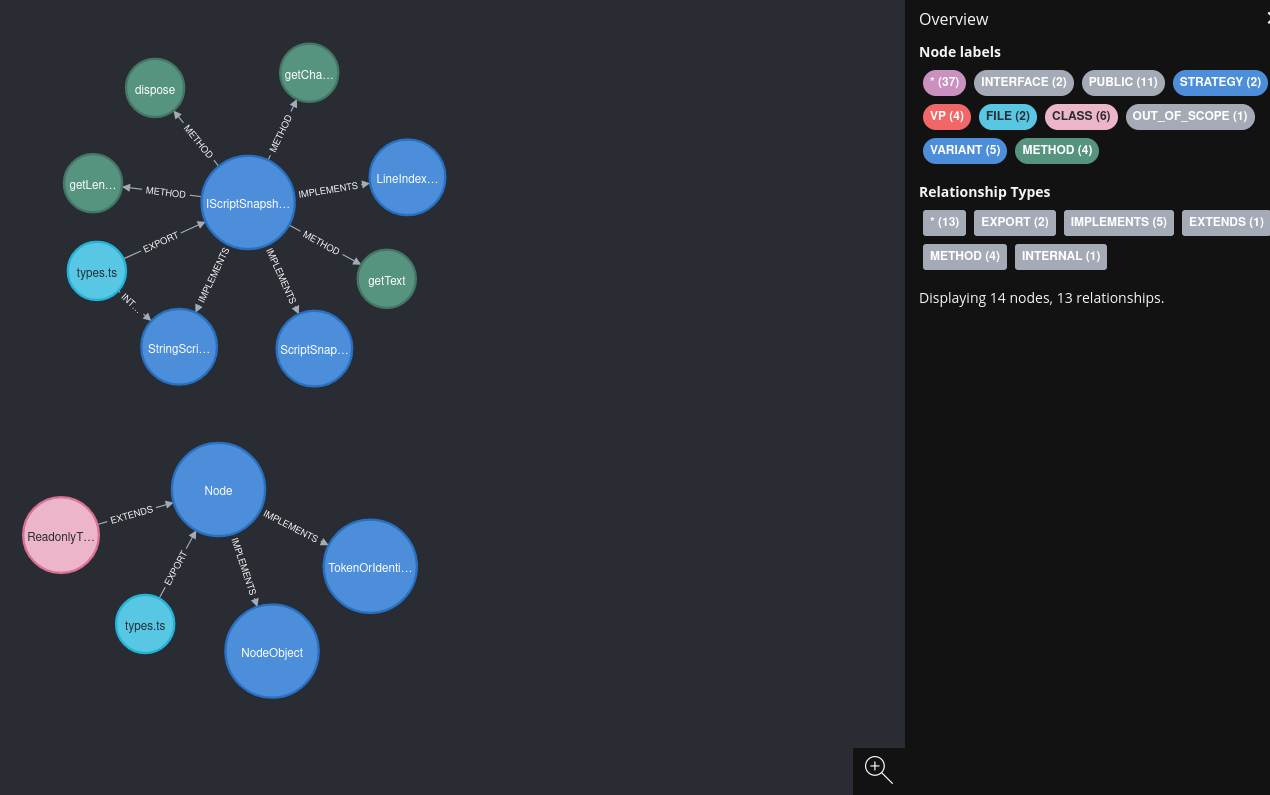 getCha…
dispose
METHOD
METHOD
LineIndex…
getLen…
METHOD
IMPLEMENTS
IScriptSnapsh…
EXPORT
METHOD
types.ts
getText
INT…
IMPLEMENTS
IMPLEMENTS
StringScri…
ScriptSnap…
Node
EXTENDS
IMPLEMENTS
ReadonlyT…
EXPORT
IMPLEMENTS
TokenOrIdenti…
types.ts
NodeObject
Overview
Node labels
* (37) INTERFACE (2) PUBLIC (11) STRATEGY (2)
VP (4) FILE (2) CLASS (6) OUT_OF_SCOPE (1)
VARIANT (5) METHOD (4)
Relationship Types
* (13) EXPORT (2) IMPLEMENTS (5) EXTENDS (1)
METHOD (4) INTERNAL (1)
Displaying 14 nodes, 13 relationships.